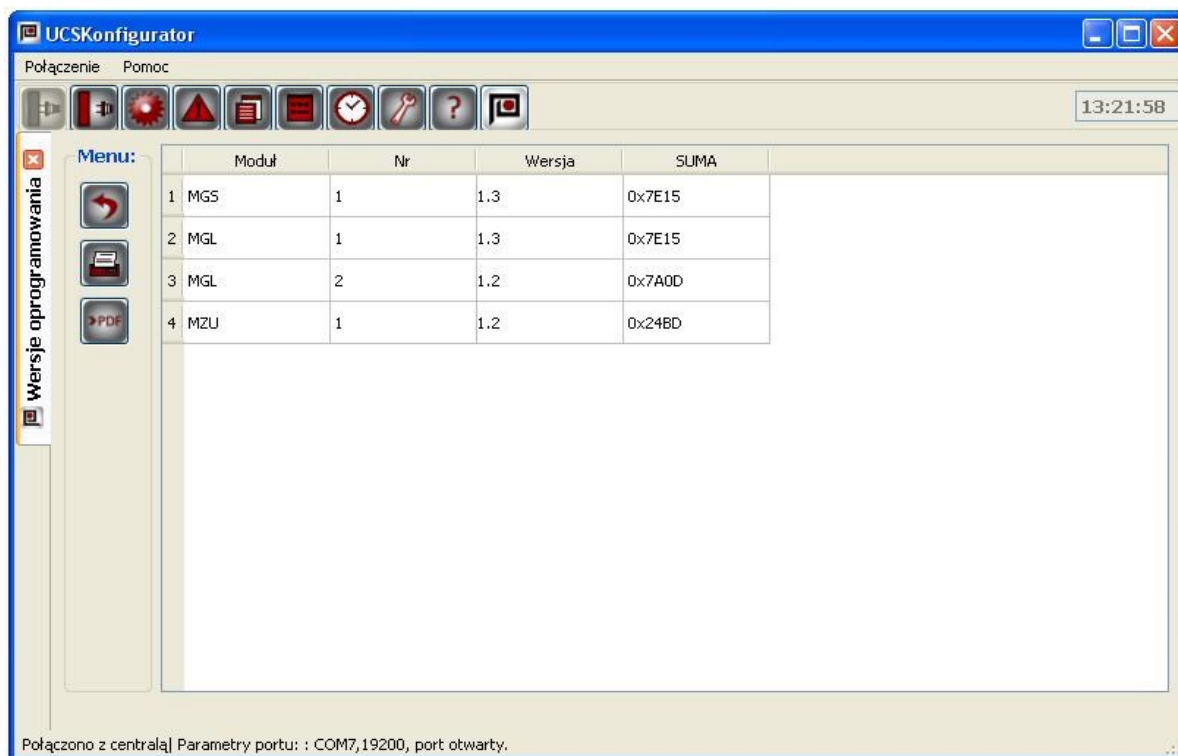 UCSKonfigurator
Połączenie Pomoc
? 13:21:58
Wersje oprogramowania
Menu:
>PDF
Moduł Nr Wersja SUMA
1 MGS 1 1.3 0x7E15
2 MGL 1 1.3 0x7E15
3 MGL 2 1.2 0x7A0D
4 MZU 1 1.2 0x24BD
Połączono z centralą| Parametry portu: : COM7,19200, port otwarty.